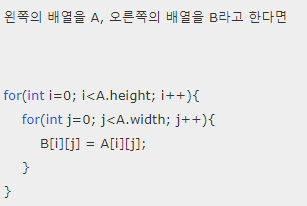 왼쪽의 배열을 A, 오른쪽의 배열을 B라고 한다면
for(int i=0; i<A.height; i++){
for(int j=0; j<A.width; j++){
B[i][j] = A[i][j];
}
}